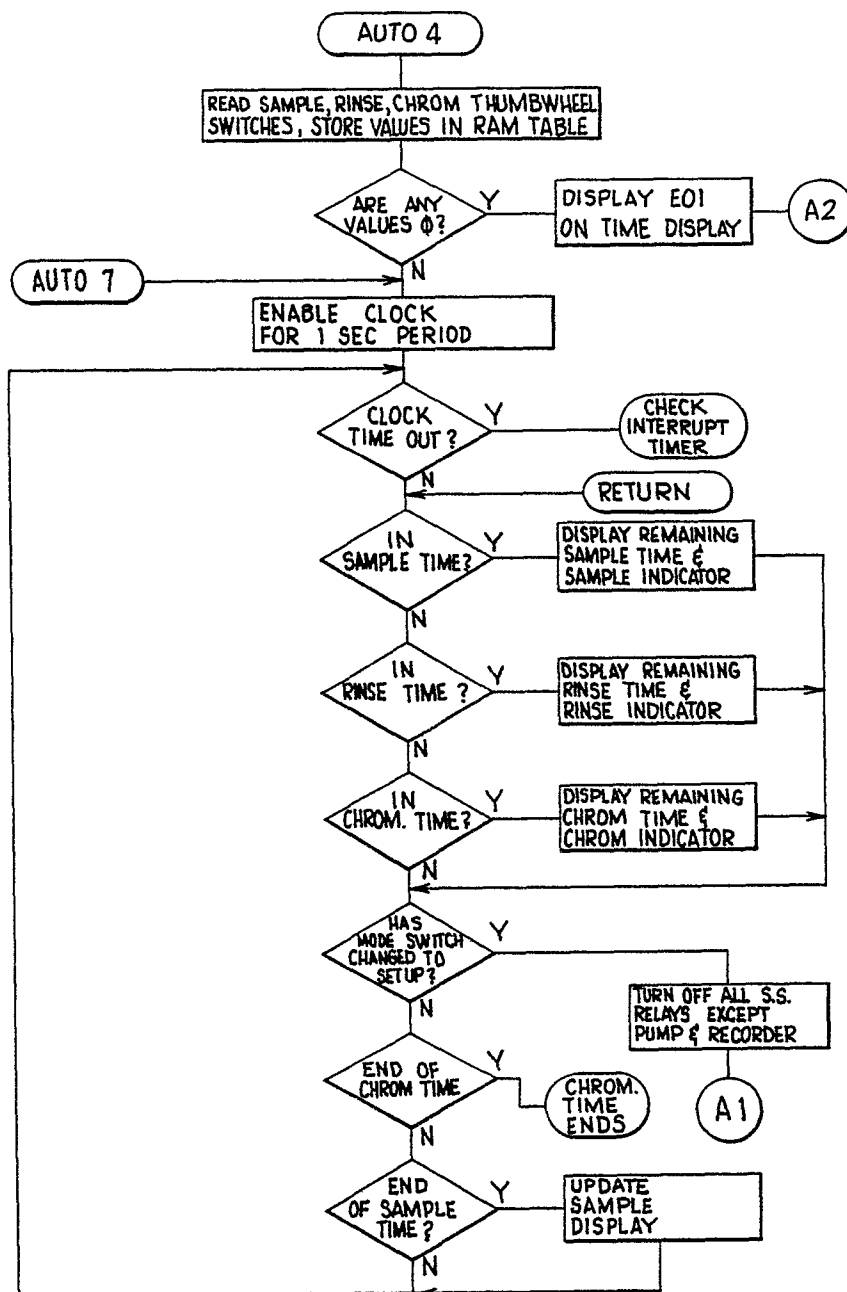 AUTO 4
READ SAMPLE, RINSE, CHROM THUMBWHEEL
SWITCHES, STORE VALUES IN RAM TABLE
ARE ANY
VALUES ϕ?
Y
DISPLAY E01
ON TIME DISPLAY
A2
N
AUTO 7
ENABLE CLOCK
FOR 1 SEC PERIOD
CLOCK
TIME OUT?
Y
CHECK
INTERRUPT
TIMER
N
RETURN
IN
SAMPLE TIME?
Y
DISPLAY REMAINING
SAMPLE TIME &
SAMPLE INDICATOR
N
IN
RINSE TIME?
Y
DISPLAY REMAINING
RINSE TIME &
RINSE INDICATOR
N
IN
CHROM. TIME?
Y
DISPLAY REMAINING
CHROM TIME &
CHROM INDICATOR
N
HAS
MODE SWITCH
CHANGED TO
SETUP?
Y
TURN OFF ALL S.S.
RELAYS EXCEPT
PUMP & RECORDER
A1
N
END OF
CHROM TIME
Y
CHROM.
TIME
ENDS
N
END
OF SAMPLE
TIME?
Y
UPDATE
SAMPLE
DISPLAY
N